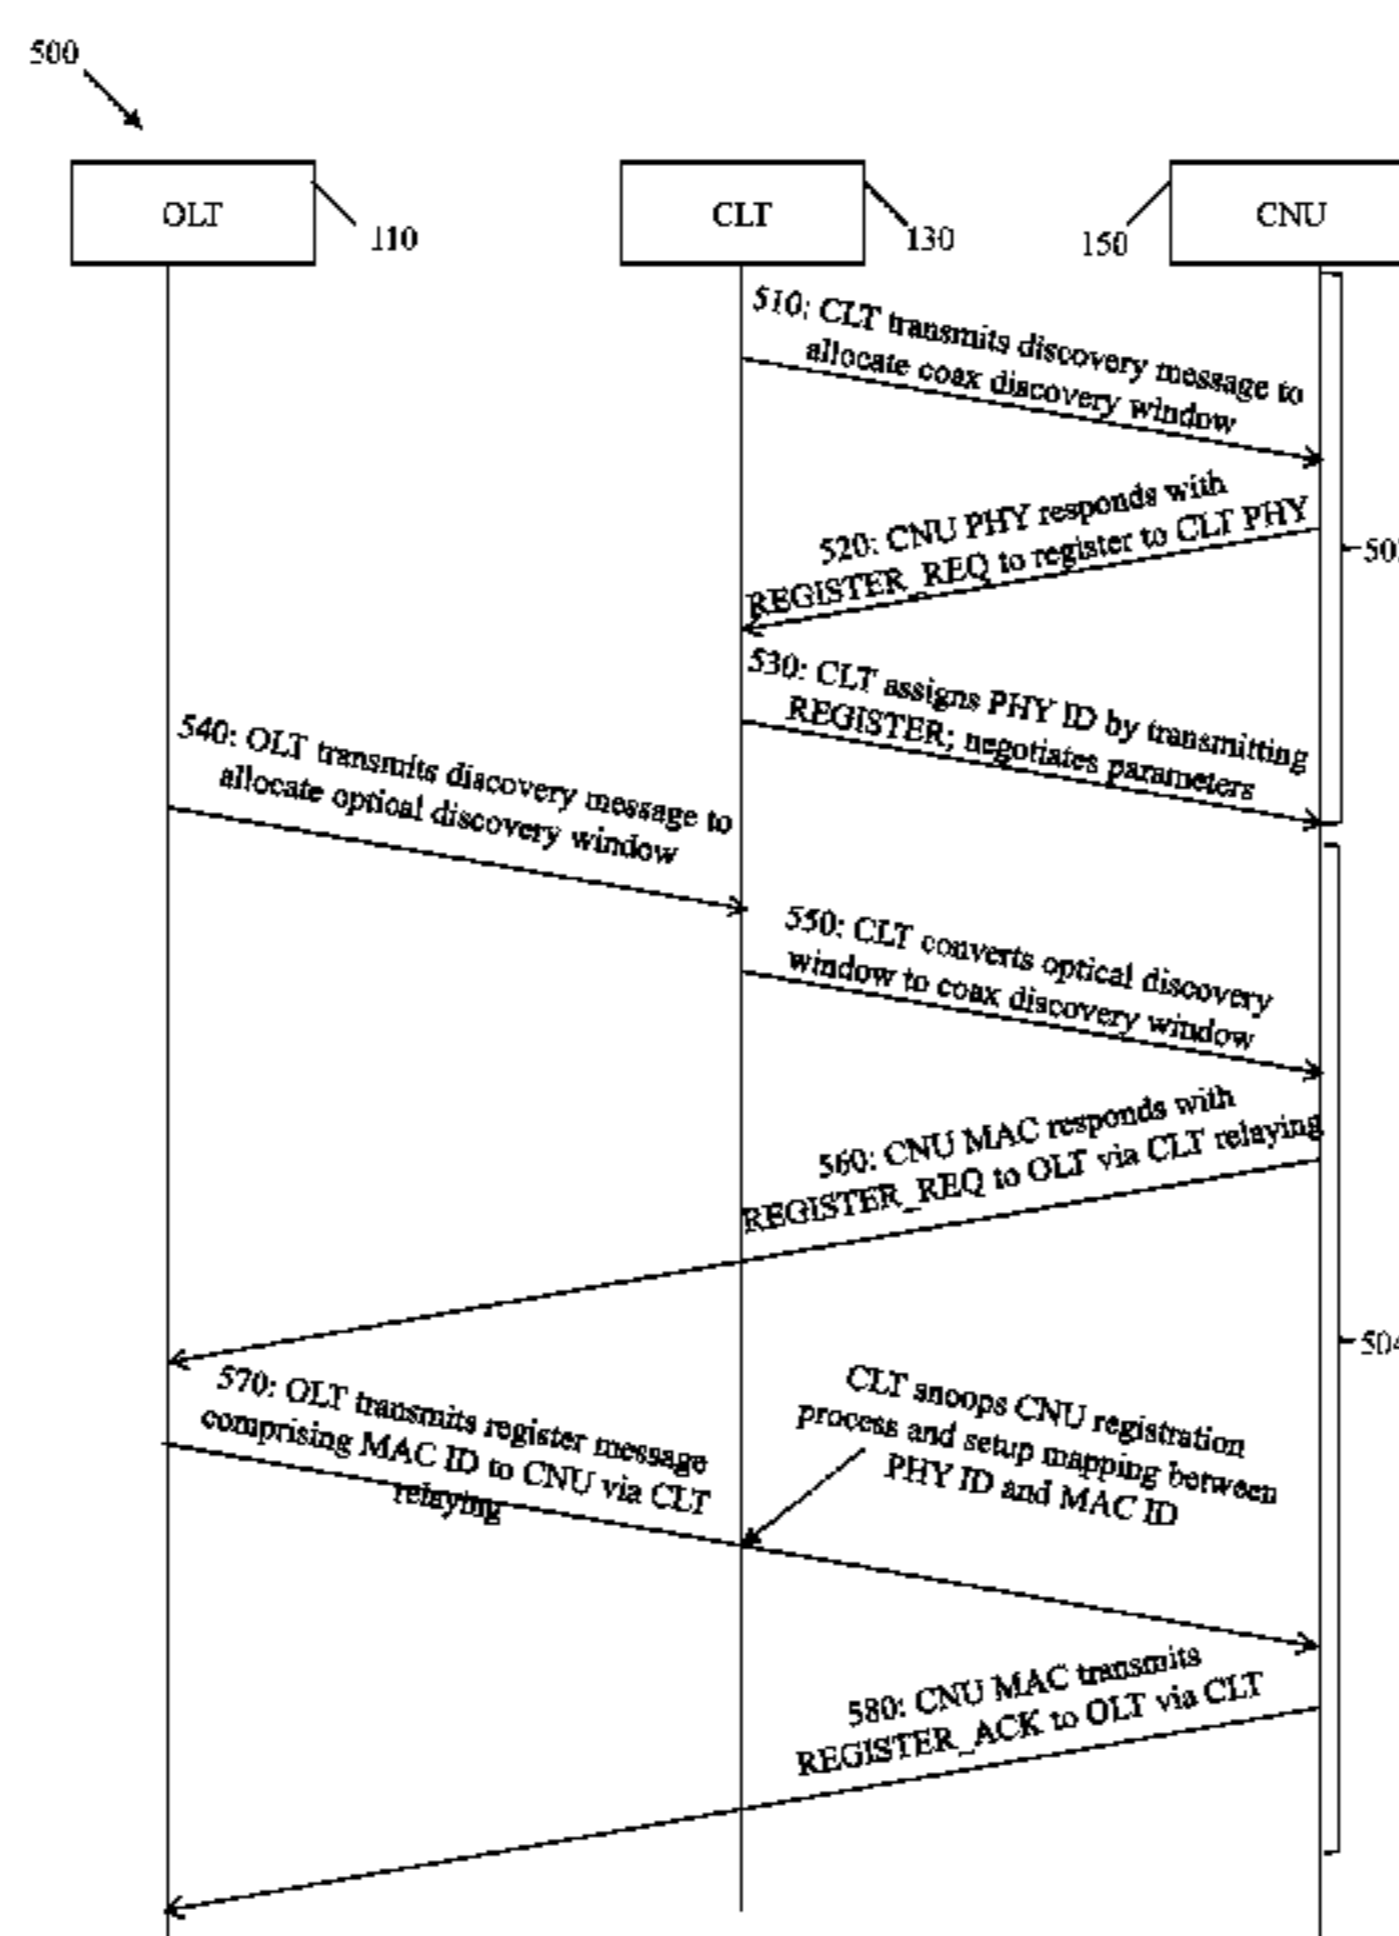 500
OLT
110
CLT
130
150
CNU
510: CLT transmits discovery message to
allocate coax discovery window
520: CNU PHY responds with
REGISTER_REQ to register to CLT PHY
530: CLT assigns PHY ID by transmitting
REGISTER; negotiates parameters
540: OLT transmits discovery message to
allocate optical discovery window
550: CLT converts optical discovery
window to coax discovery window
560: CNU MAC responds with
REGISTER_REQ to OLT via CLT relaying
504
570: OLT transmits register message
comprising MAC ID to CNU via CLT
relaying
CLT snoops CNU registration
process and setup mapping between
PHY ID and MAC ID
580: CNU MAC transmits
REGISTER_ACK to OLT via CLT